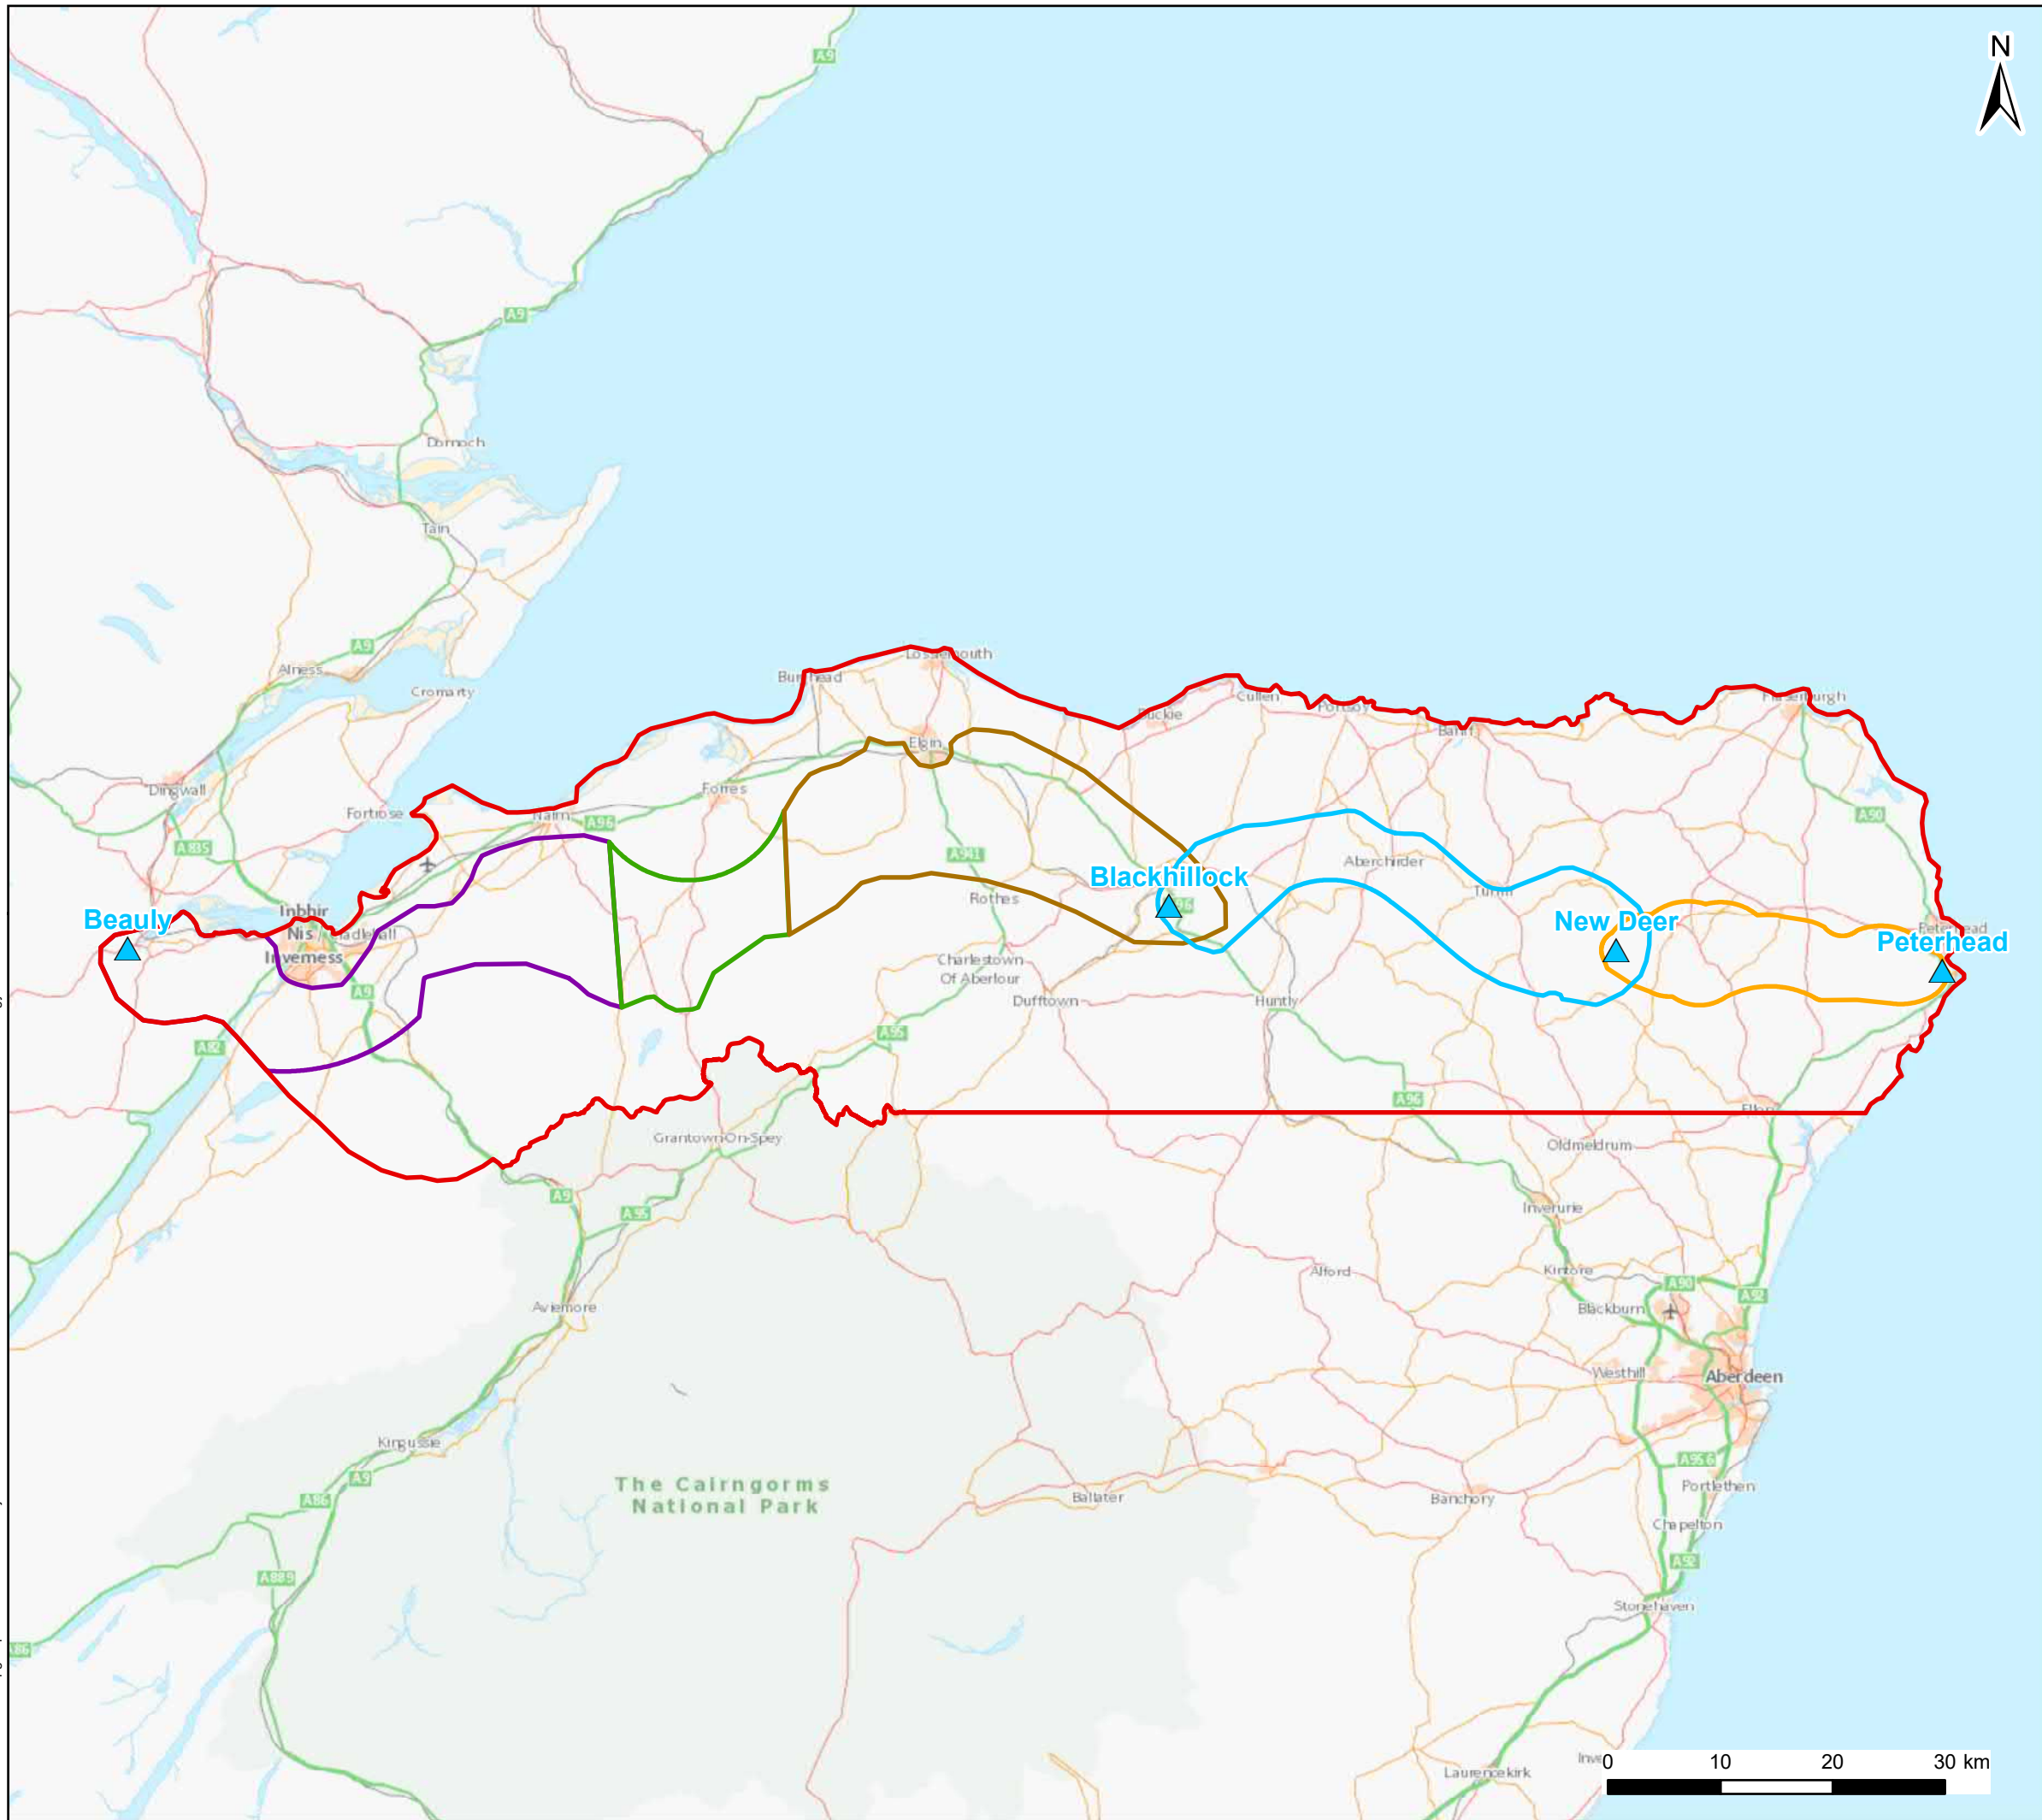 A9
N
A9
Dornoch
Tain
A9
Alness
Cromarty
Lossiemouth
Burghead
Cullen
Portsoy
Buckie
Banff
Fraserburgh
Elgin
Dingwall
Forres
Fortrose
Nairn
A96
A90
A835
A941
Aberchirder
Blackhillock
Turriff
Rothes
Beauly
Inbhir
Nis /
Inverness
New Deer
Peterhead
Peterhead
Charlestown
Of Aberlour
A9
Dufftown
Huntly
A95
A82
A96
Ellon
Grantown-On-Spey
Oldmeldrum
A9
A95
Inverurie
Alford
Kintore
A90
A92
Aviemore
Blackburn
Westhill
Aberdeen
Kingussie
A956
A9
The Cairngorms
National Park
Portlethen
A86
Ballater
Banchory
Chapelton
A92
A889
Stonehaven
A86
Laurencekirk
0 10 20 30 km